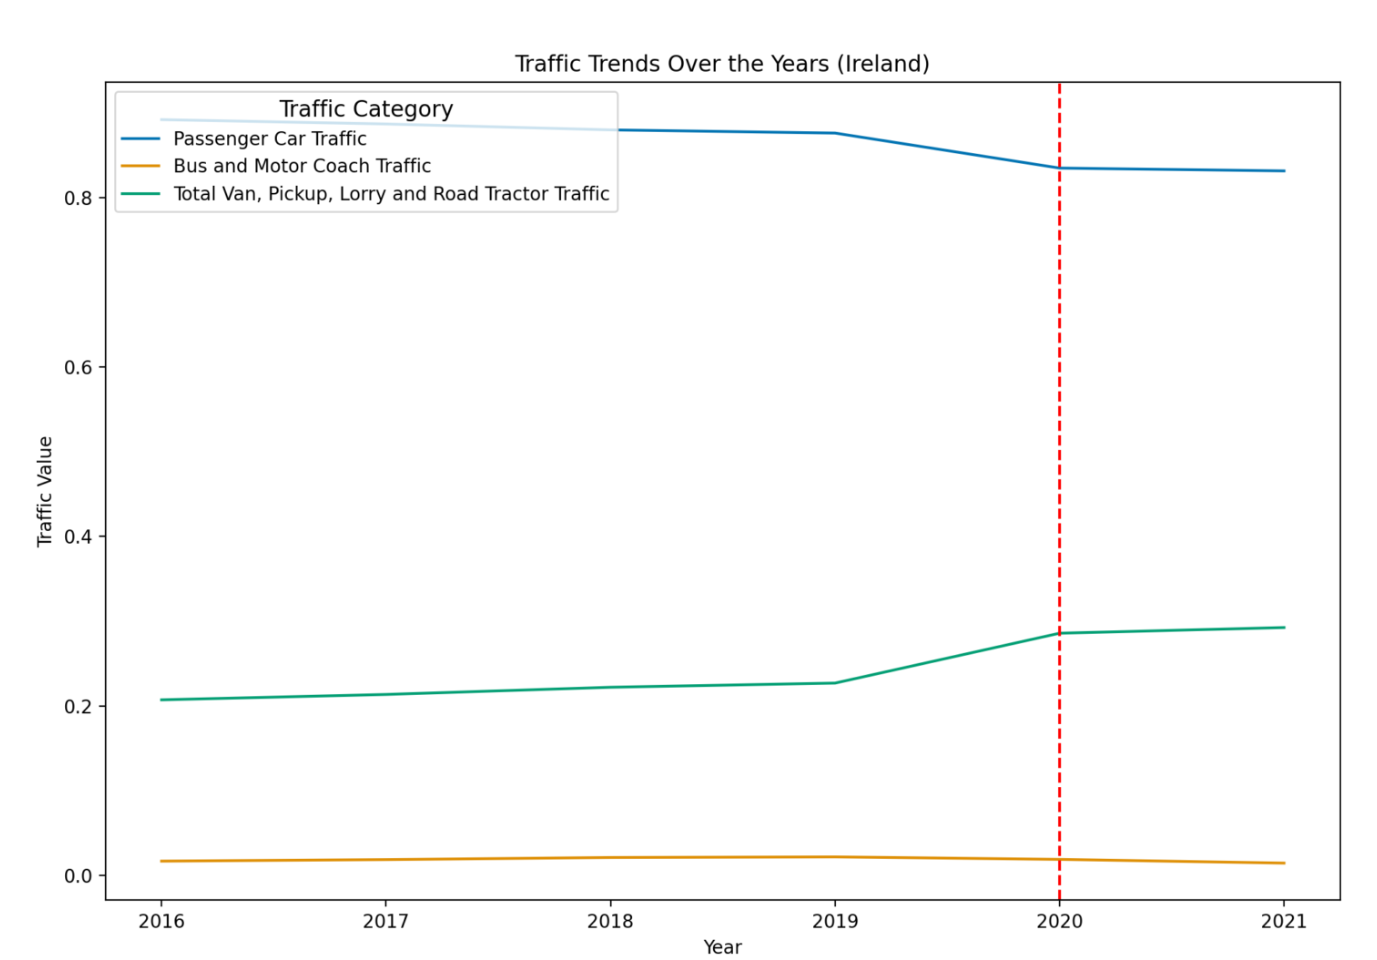 Traffic Trends Over the Years (Ireland)
Traffic Category
Passenger Car Traffic
Bus and Motor Coach Traffic
Total Van, Pickup, Lorry and Road Tractor Traffic
Traffic Value
0.8
0.6
0.4
0.2
0.0
2016 2017 2018 2019 2020 2021
Year